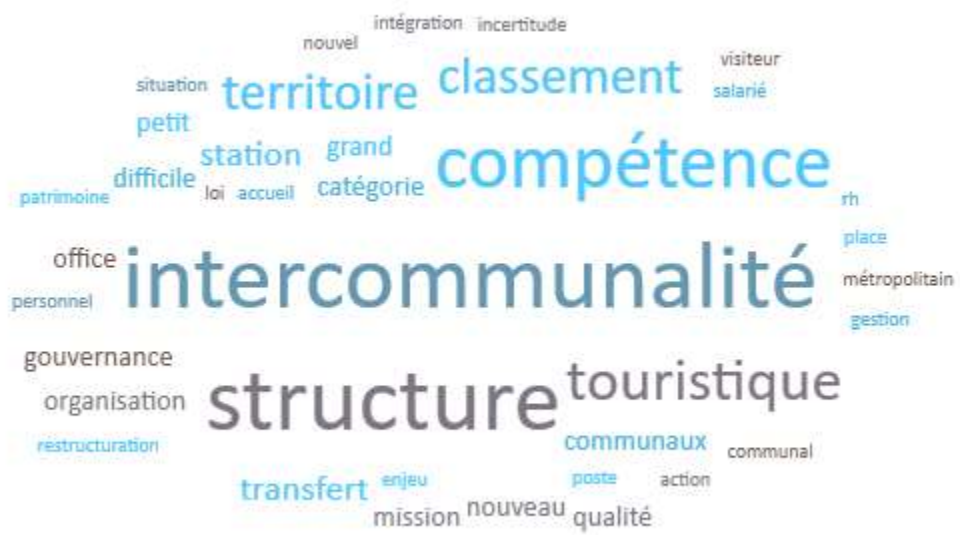 intégration incertitude
nouvel
visiteur
situation territoire classement
salarié
petit
station grand compétence
difficile catégorie
patrimoine loi accueil rh
place
office intercommunalité métropolitain
personnel
gestion
gouvernance
structure touristique
organisation
restructuration communaux communal
transfert enjeu poste action
mission nouveau qualité